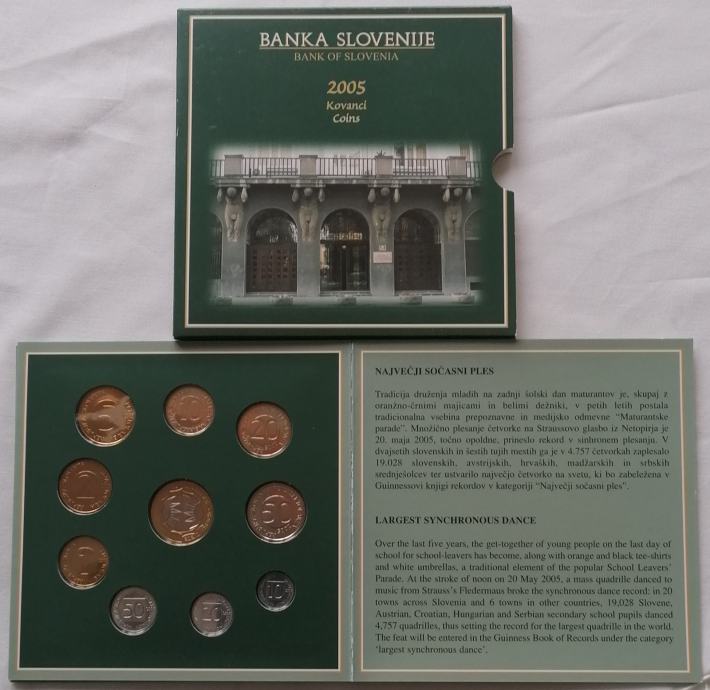 BANKA SLOVENIJE
BANK OF SLOVENIA
2005
Kovanci
Coins
NAJVEČJI SOČASNI PLES
Tradicija druženja mladih na zadnji šolski dan maturantov je, skupaj z
oranžno-črnimi majicami in belimi dežniki, v petih letih postala
tradicionalna vsebina prepoznavne in medijsko odmevne "Maturantske
parade". Množično plesanje četvorke na Straussovo glasbo iz Netopirja je
20. maja 2005, točno opoldne, prineslo rekord v sinhronem plesanju. V
dvajsetih slovenskih in šestih tujih mestih ga je v 4.757 četvorkah zaplesalo
19.028 slovenskih, avstrijskih, hrvaških, madžarskih in srbskih
srednješolcev ter ustvarilo največjo četvorko na svetu, ki bo zabeležena v
Guinnessovi knjigi rekordov v kategoriji "Največji sočasni ples".
LARGEST SYNCHRONOUS DANCE
Over the last five years, the get-together of young people on the last day of
school for school-leavers has become, along with orange and black tee-shirts
and white umbrellas, a traditional element of the popular School Leavers'
Parade. At the stroke of noon on 20 May 2005, a mass quadrille danced to
music from Strauss's Fledermaus broke the synchronous dance record: in 20
towns across Slovenia and 6 towns in other countries, 19,028 Slovene,
Austrian, Croatian, Hungarian and Serbian secondary school pupils danced
4,757 quadrilles, thus setting the record for the largest quadrille in the world.
The feat will be entered in the Guinness Book of Records under the category
'largest synchronous dance'.
5
10
20
1
50
2
50
20
10